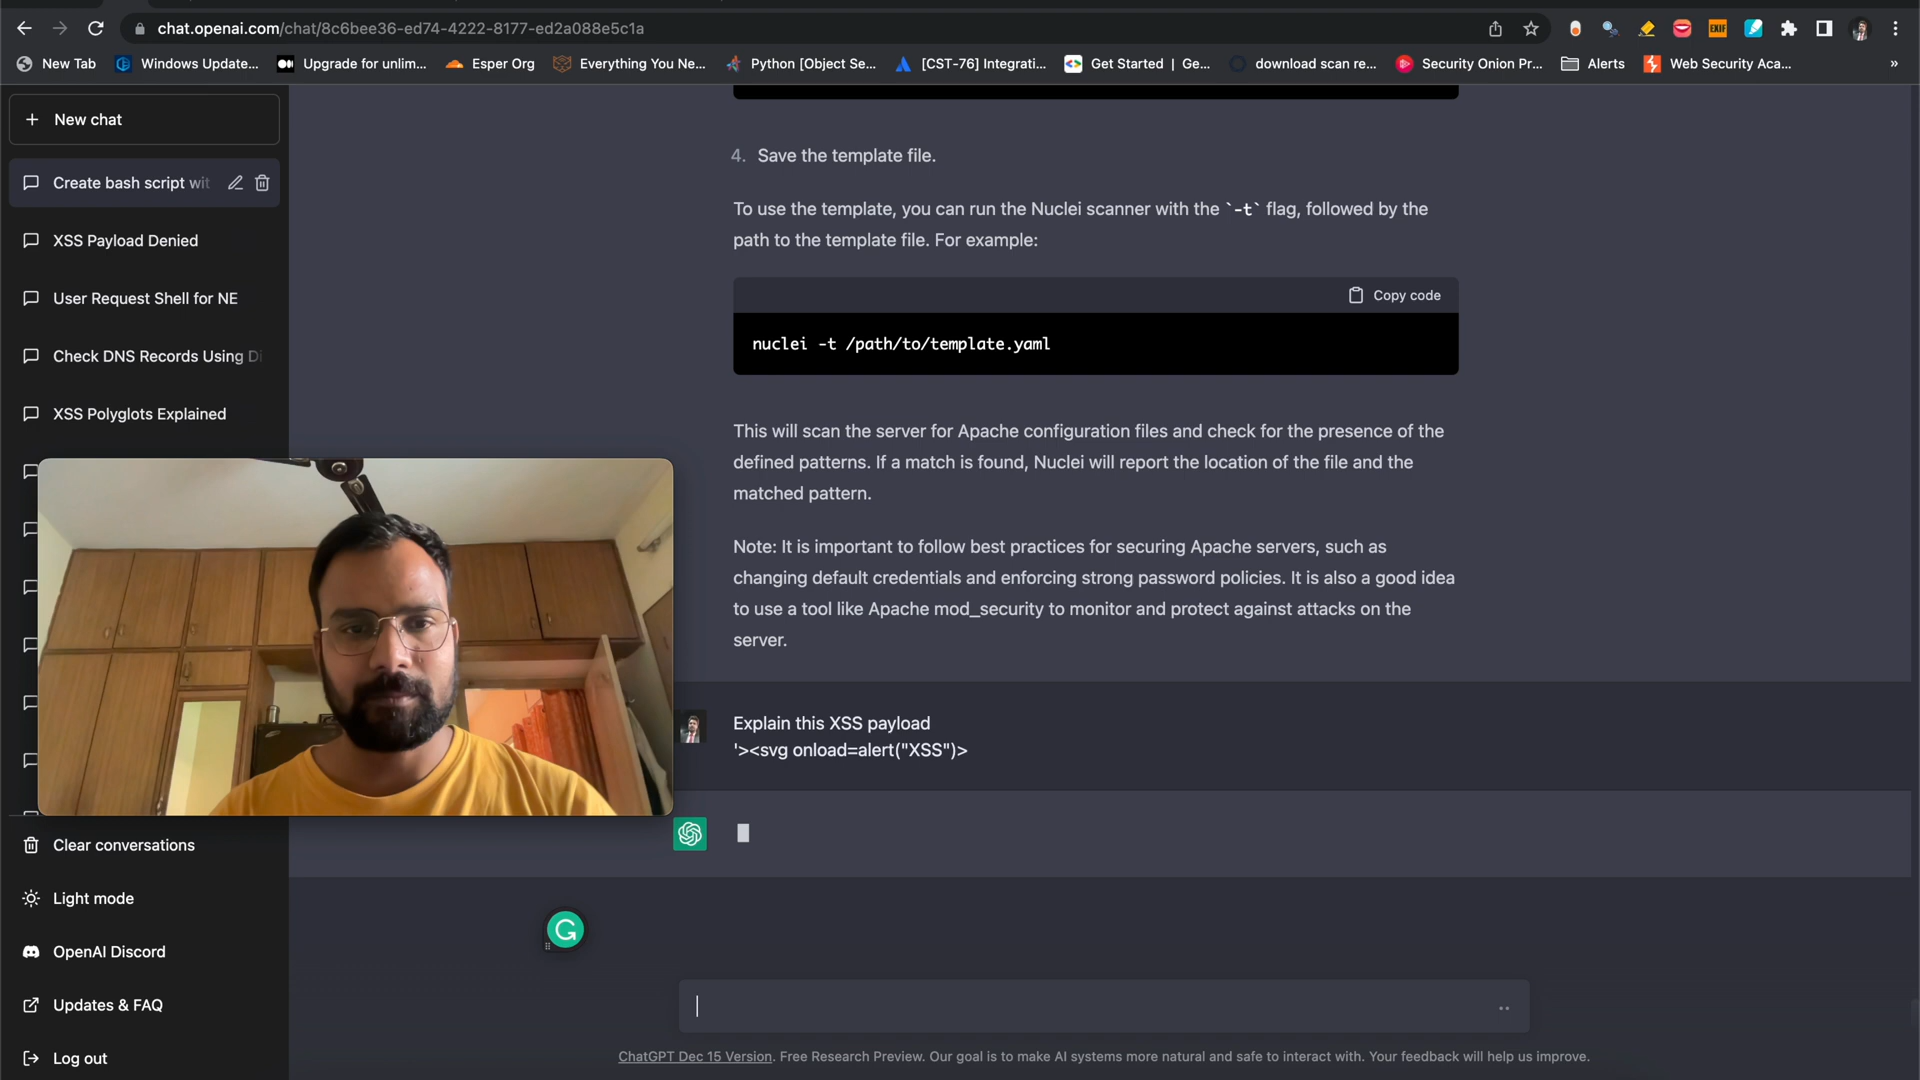 chat.openai.com/chat/8c6bee36-ed74-4222-8177-ed2a088e5c1a
EXIF
New Tab
Windows Update...
Upgrade for unlim...
Esper Org
Everything You Ne...
Python [Object Se...
[CST-76] Integrati...
Get Started | Ge...
download scan re...
Security Onion Pr...
Alerts
Web Security Aca...
»
+ New chat
Create bash script wit
XSS Payload Denied
User Request Shell for NE
Check DNS Records Using Di
XSS Polyglots Explained
Clear conversations
Light mode
OpenAI Discord
Updates & FAQ
Log out
4. Save the template file.
To use the template, you can run the Nuclei scanner with the `-t` flag, followed by the
path to the template file. For example:
Copy code
nuclei -t /path/to/template.yaml
This will scan the server for Apache configuration files and check for the presence of the
defined patterns. If a match is found, Nuclei will report the location of the file and the
matched pattern.
Note: It is important to follow best practices for securing Apache servers, such as
changing default credentials and enforcing strong password policies. It is also a good idea
to use a tool like Apache mod_security to monitor and protect against attacks on the
server.
Explain this XSS payload
'><svg onload=alert("XSS")>
ChatGPT Dec 15 Version. Free Research Preview. Our goal is to make AI systems more natural and safe to interact with. Your feedback will help us improve.